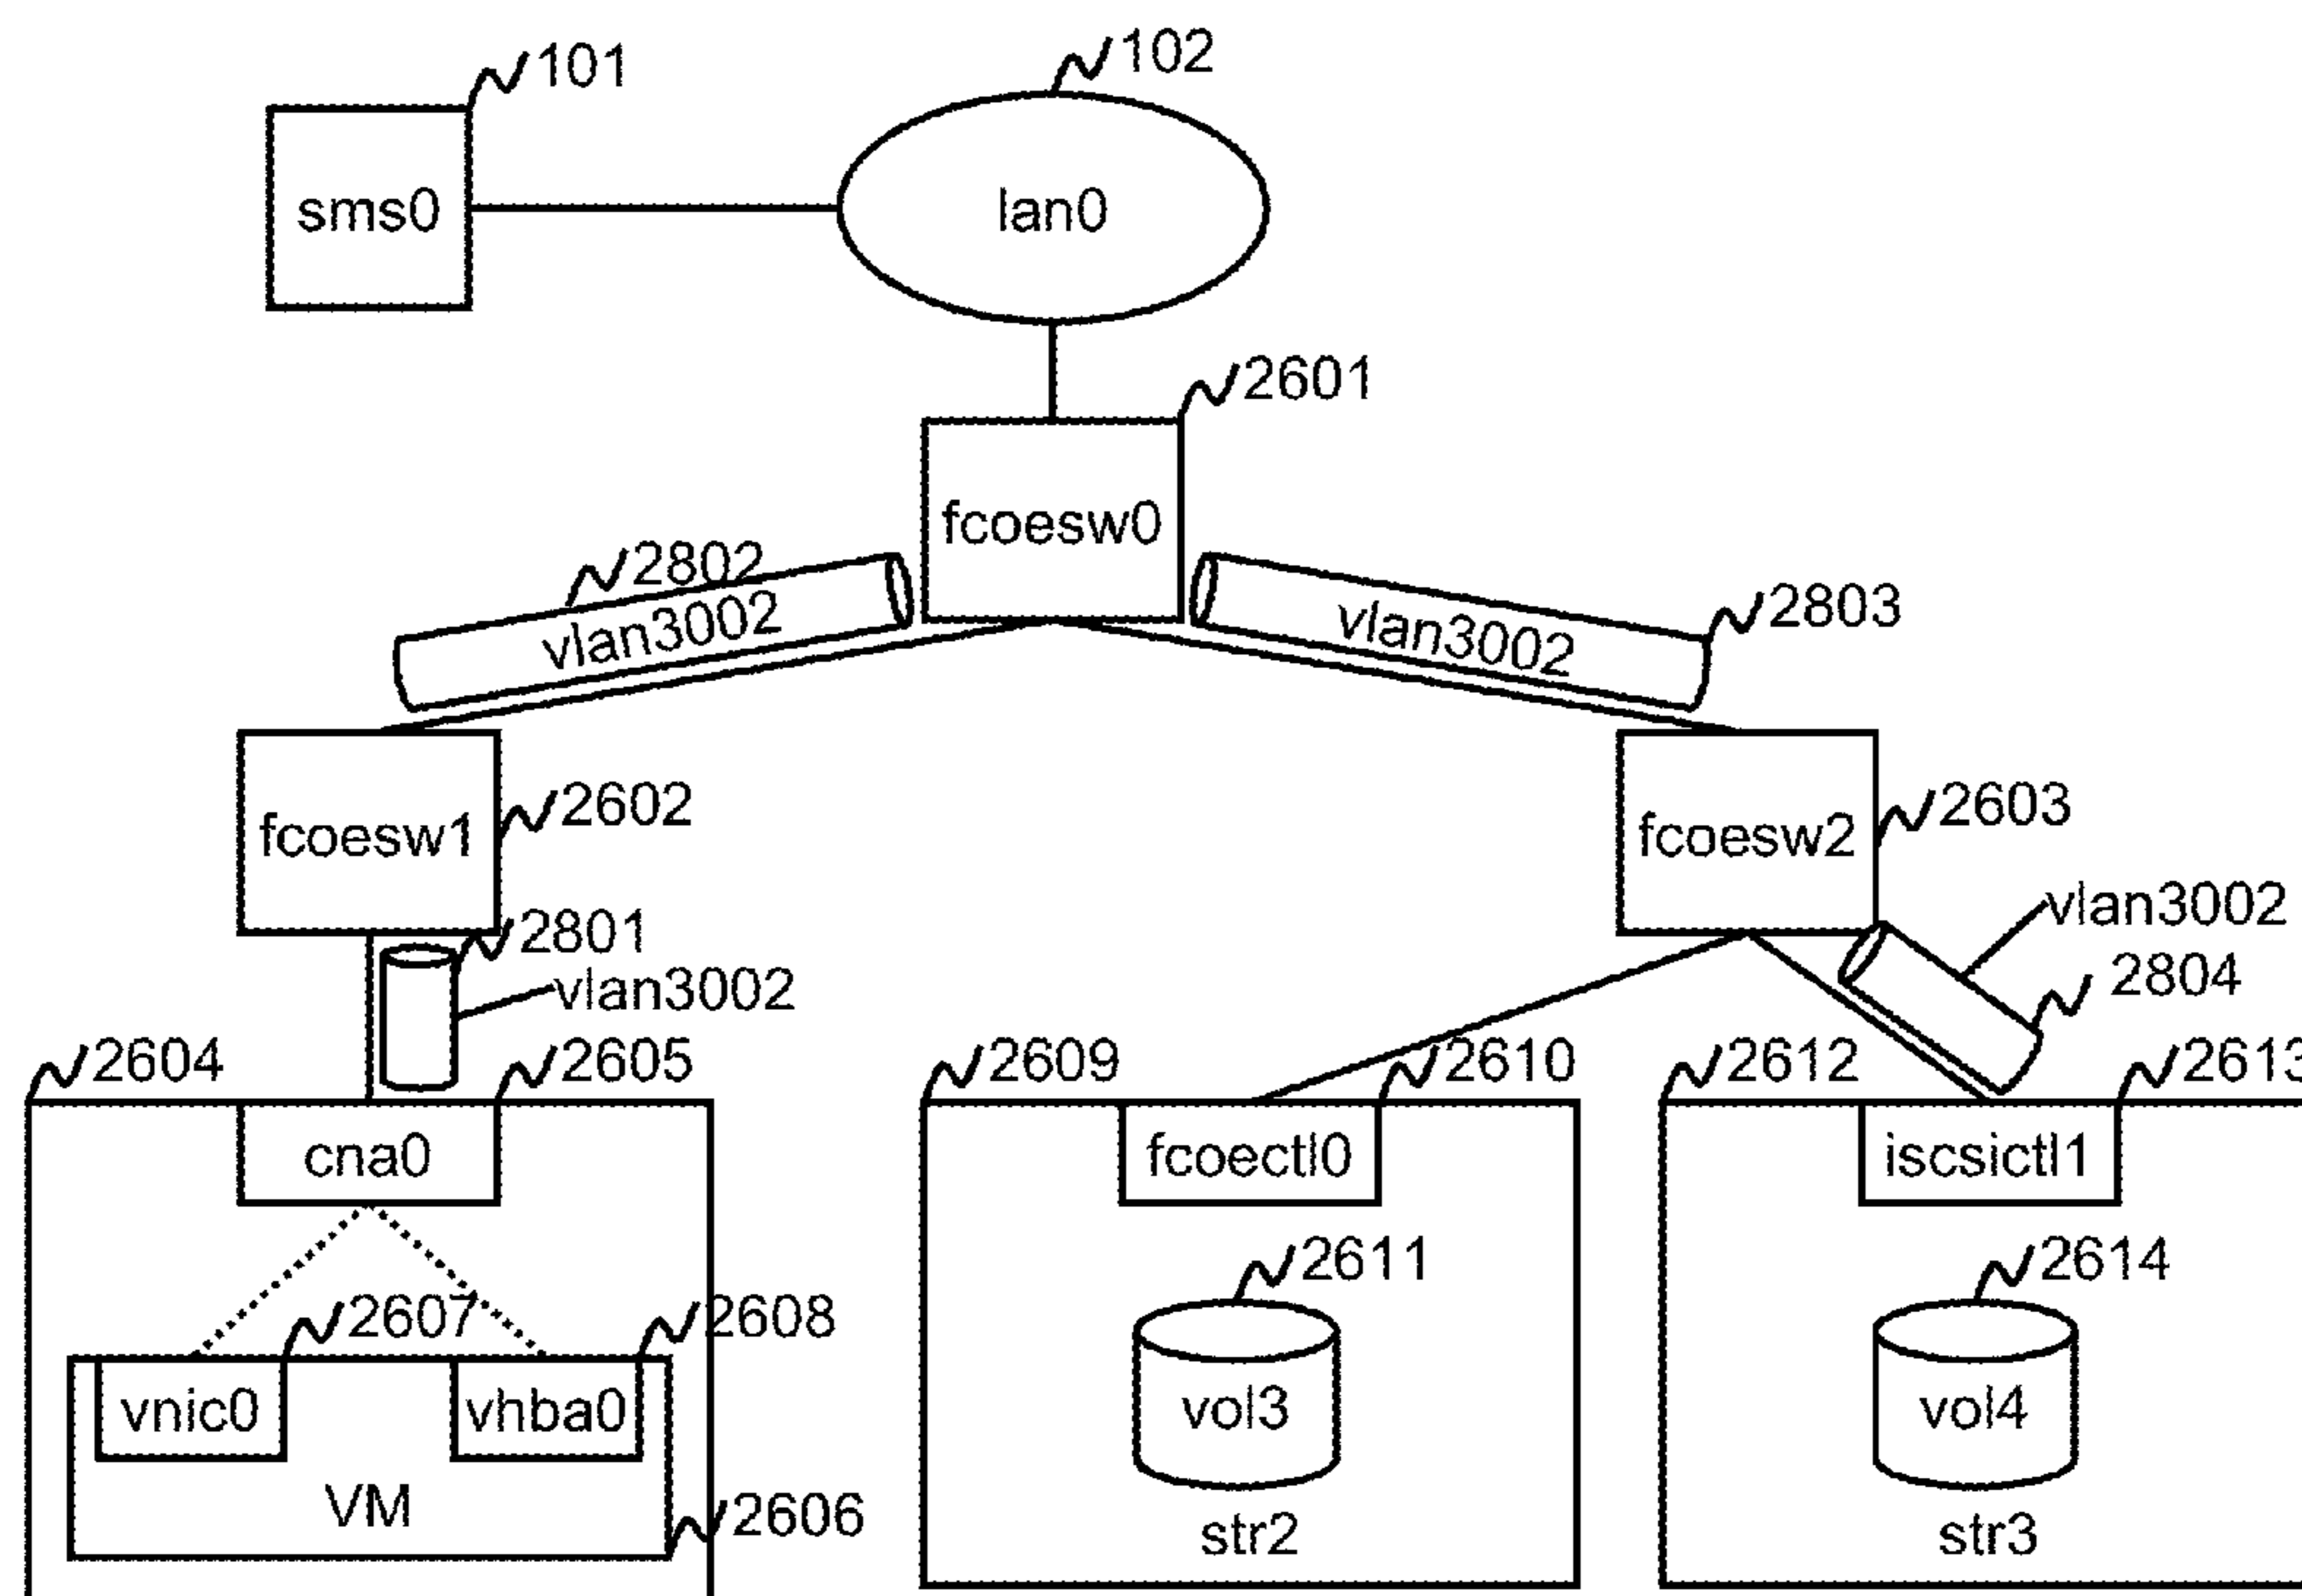 101
102
sms0
lan0
2601
fcoesw0
2802
vlan3002
vlan3002
2803
fcoesw1
2602
fcoesw2
2603
2801
vlan3002
vlan3002
2804
2604
2605
2609
2610
2612
2613
cna0
fcoectl0
iscsictl1
2611
2614
2607
2608
vnic0
vhba0
vol3
vol4
VM
2606
str2
str3